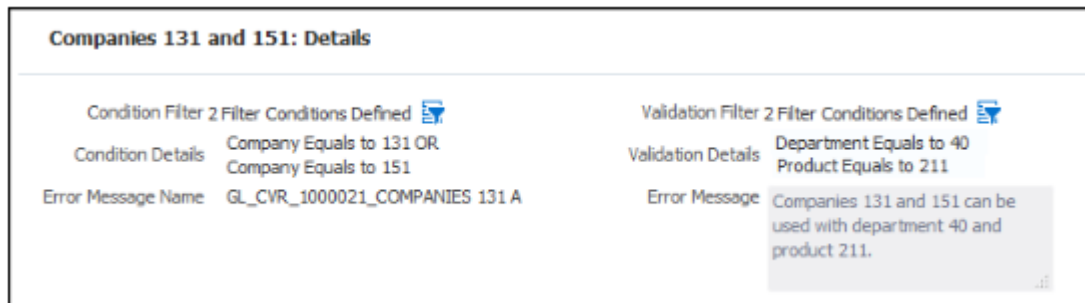 Companies 131 and 151: Details
Condition Filter 2 Filter Conditions Defined
Condition Details Company Equals to 131 OR
Company Equals to 151
Error Message Name GL_CVR_1000021_COMPANIES 131 A
Validation Filter 2 Filter Conditions Defined
Validation Details Department Equals to 40
Product Equals to 211
Error Message Companies 131 and 151 can be
used with department 40 and
product 211.